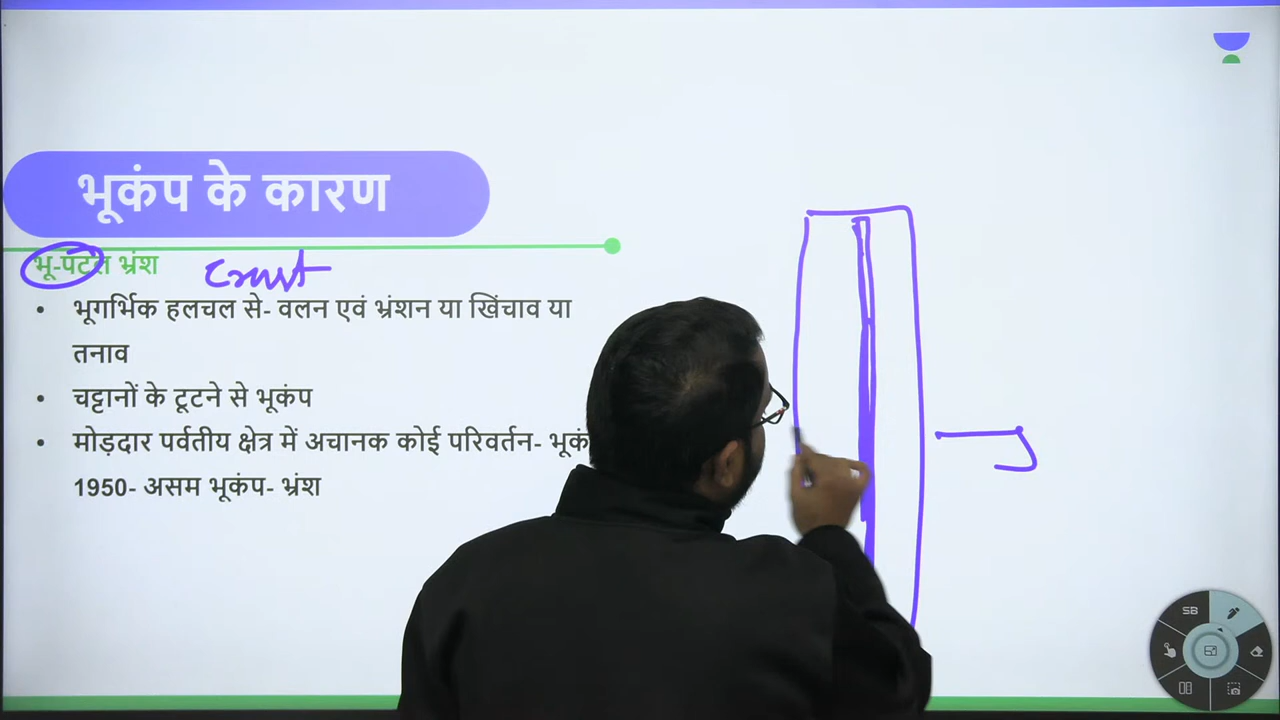 भूकंप के कारण
भू-पटल भ्रंश Crust
• भूगर्भिक हलचल से- वलन एवं भ्रंशन या खिंचाव या
तनाव
• चट्टानों के टूटने से भूकंप
• मोड़दार पर्वतीय क्षेत्र में अचानक कोई परिवर्तन-
1950- असम भूकंप- भ्रंश
SB